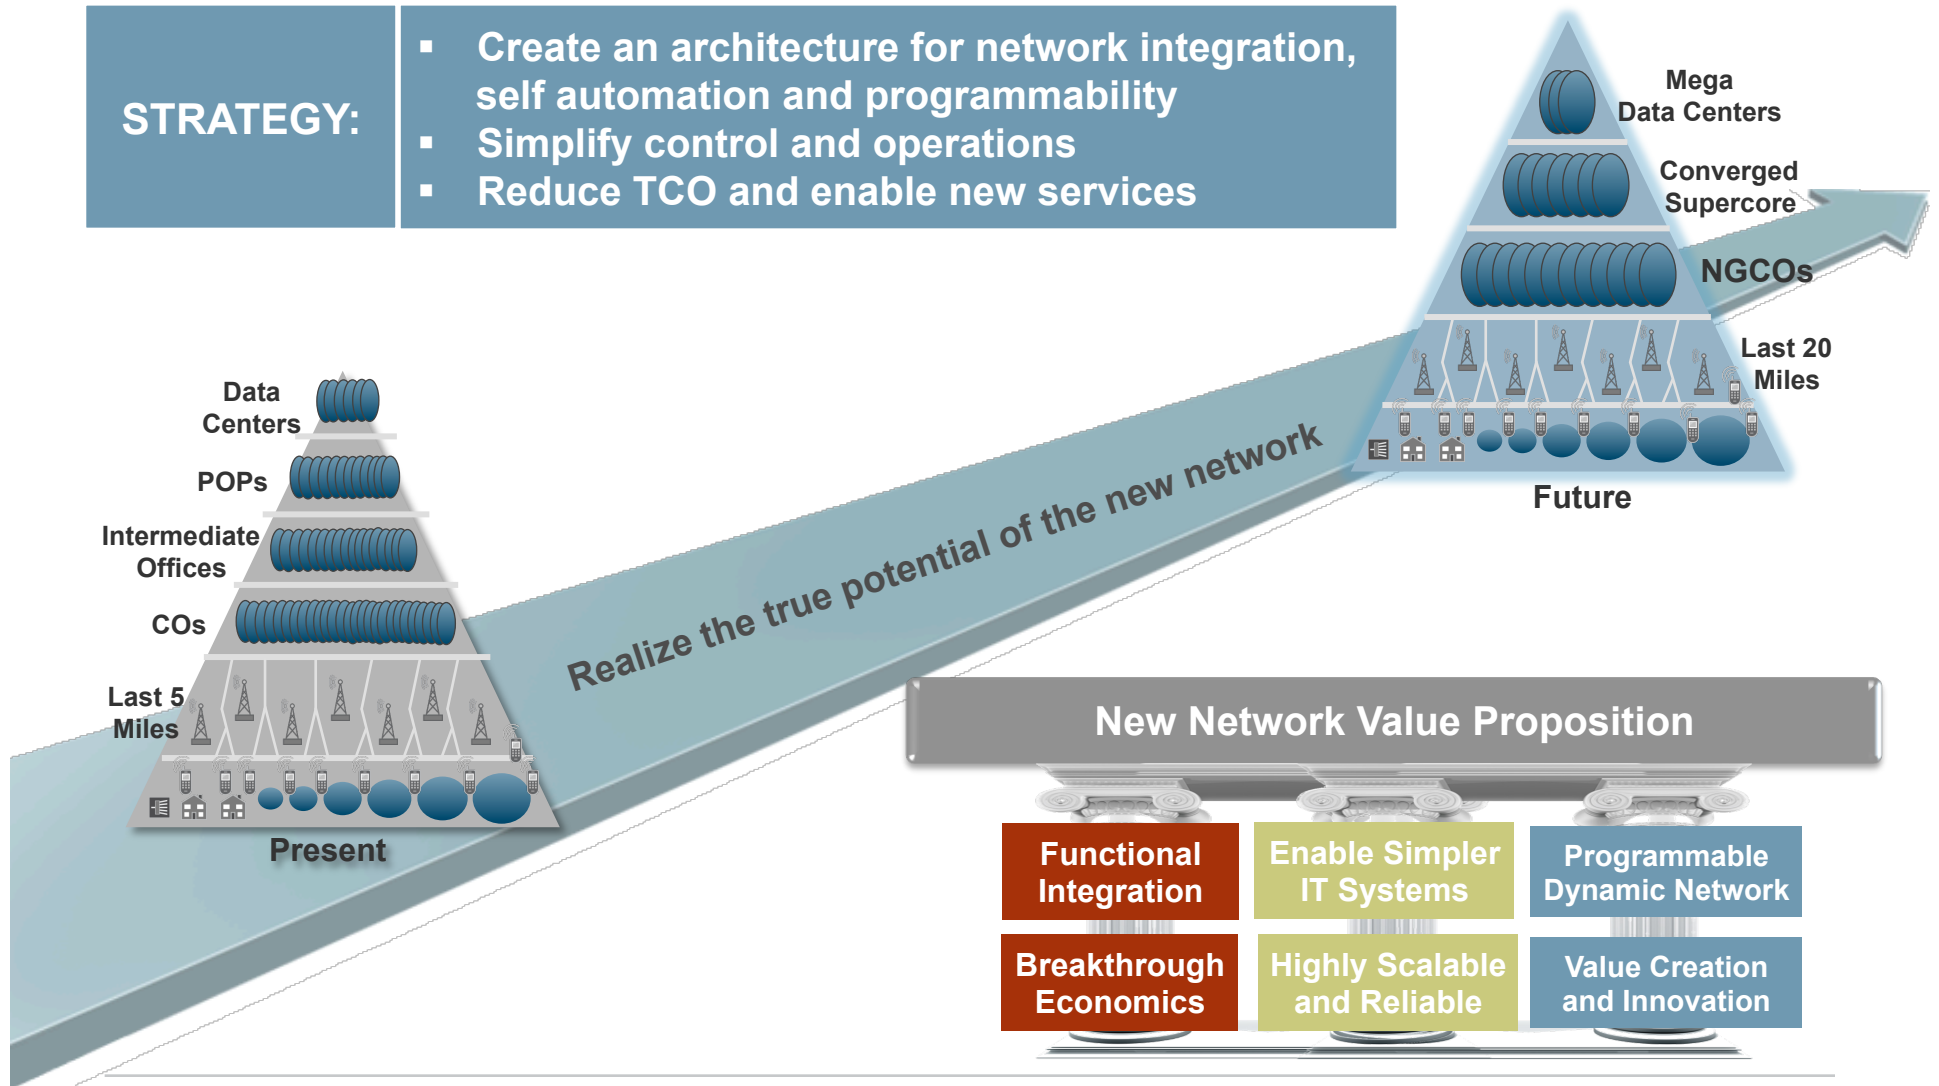 STRATEGY:
▪ Create an architecture for network integration,
self automation and programmability
▪ Simplify control and operations
▪ Reduce TCO and enable new services
Mega
Data Centers
Converged
Supercore
NGCOs
Last 20
Miles
Future
Data
Centers
POPs
Intermediate
Offices
COs
Last 5
Miles
Present
Realize the true potential of the new network
New Network Value Proposition
Functional
Integration
Enable Simpler
IT Systems
Programmable
Dynamic Network
Breakthrough
Economics
Highly Scalable
and Reliable
Value Creation
and Innovation